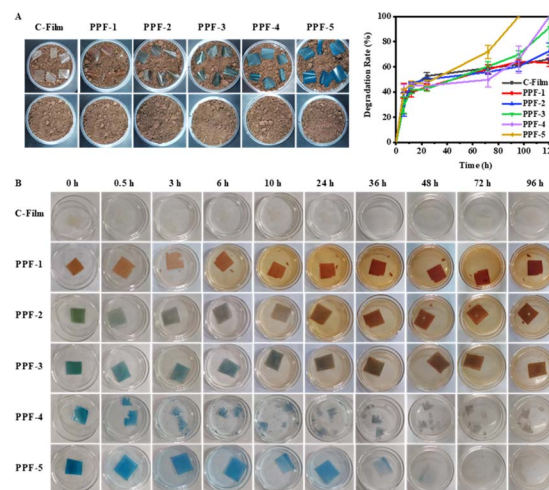 A
C-Film PPF-1 PPF-2 PPF-3 PPF-4 PPF-5
Degradation Rate (%)
100
80
60
40
20
0
0 20 40 60 80 100 120
Time (h)
C-Film
PPF-1
PPF-2
PPF-3
PPF-4
PPF-5
B
0 h 0.5 h 3 h 6 h 10 h 24 h 36 h 48 h 72 h 96 h
C-Film
PPF-1
PPF-2
PPF-3
PPF-4
PPF-5